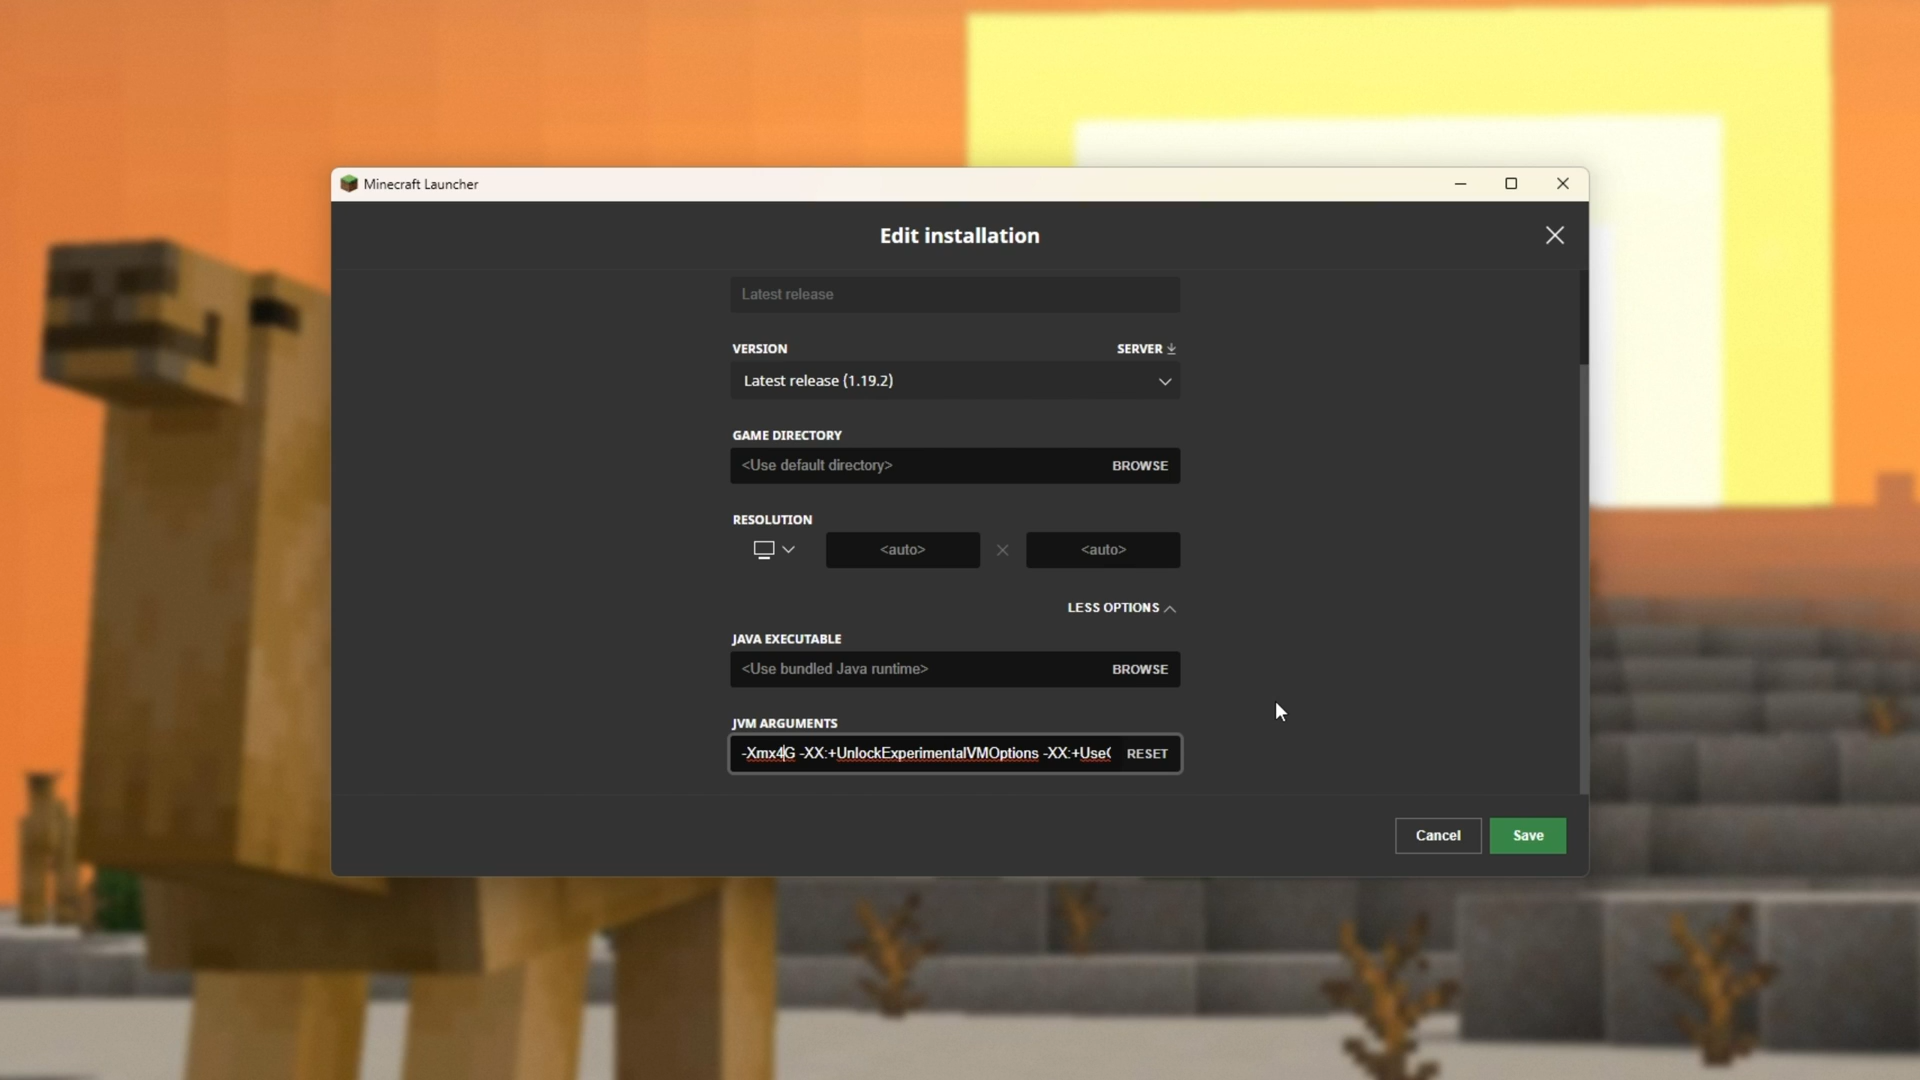 Minecraft Launcher
Edit installation
Latest release
VERSION
SERVER
Latest release (1.19.2)
GAME DIRECTORY
<Use default directory>
BROWSE
RESOLUTION
<auto>
<auto>
LESS OPTIONS
JAVA EXECUTABLE
<Use bundled Java runtime>
BROWSE
JVM ARGUMENTS
-Xmx4G -XX:+UnlockExperimentalVMOptions -XX:+Use
RESET
Cancel
Save